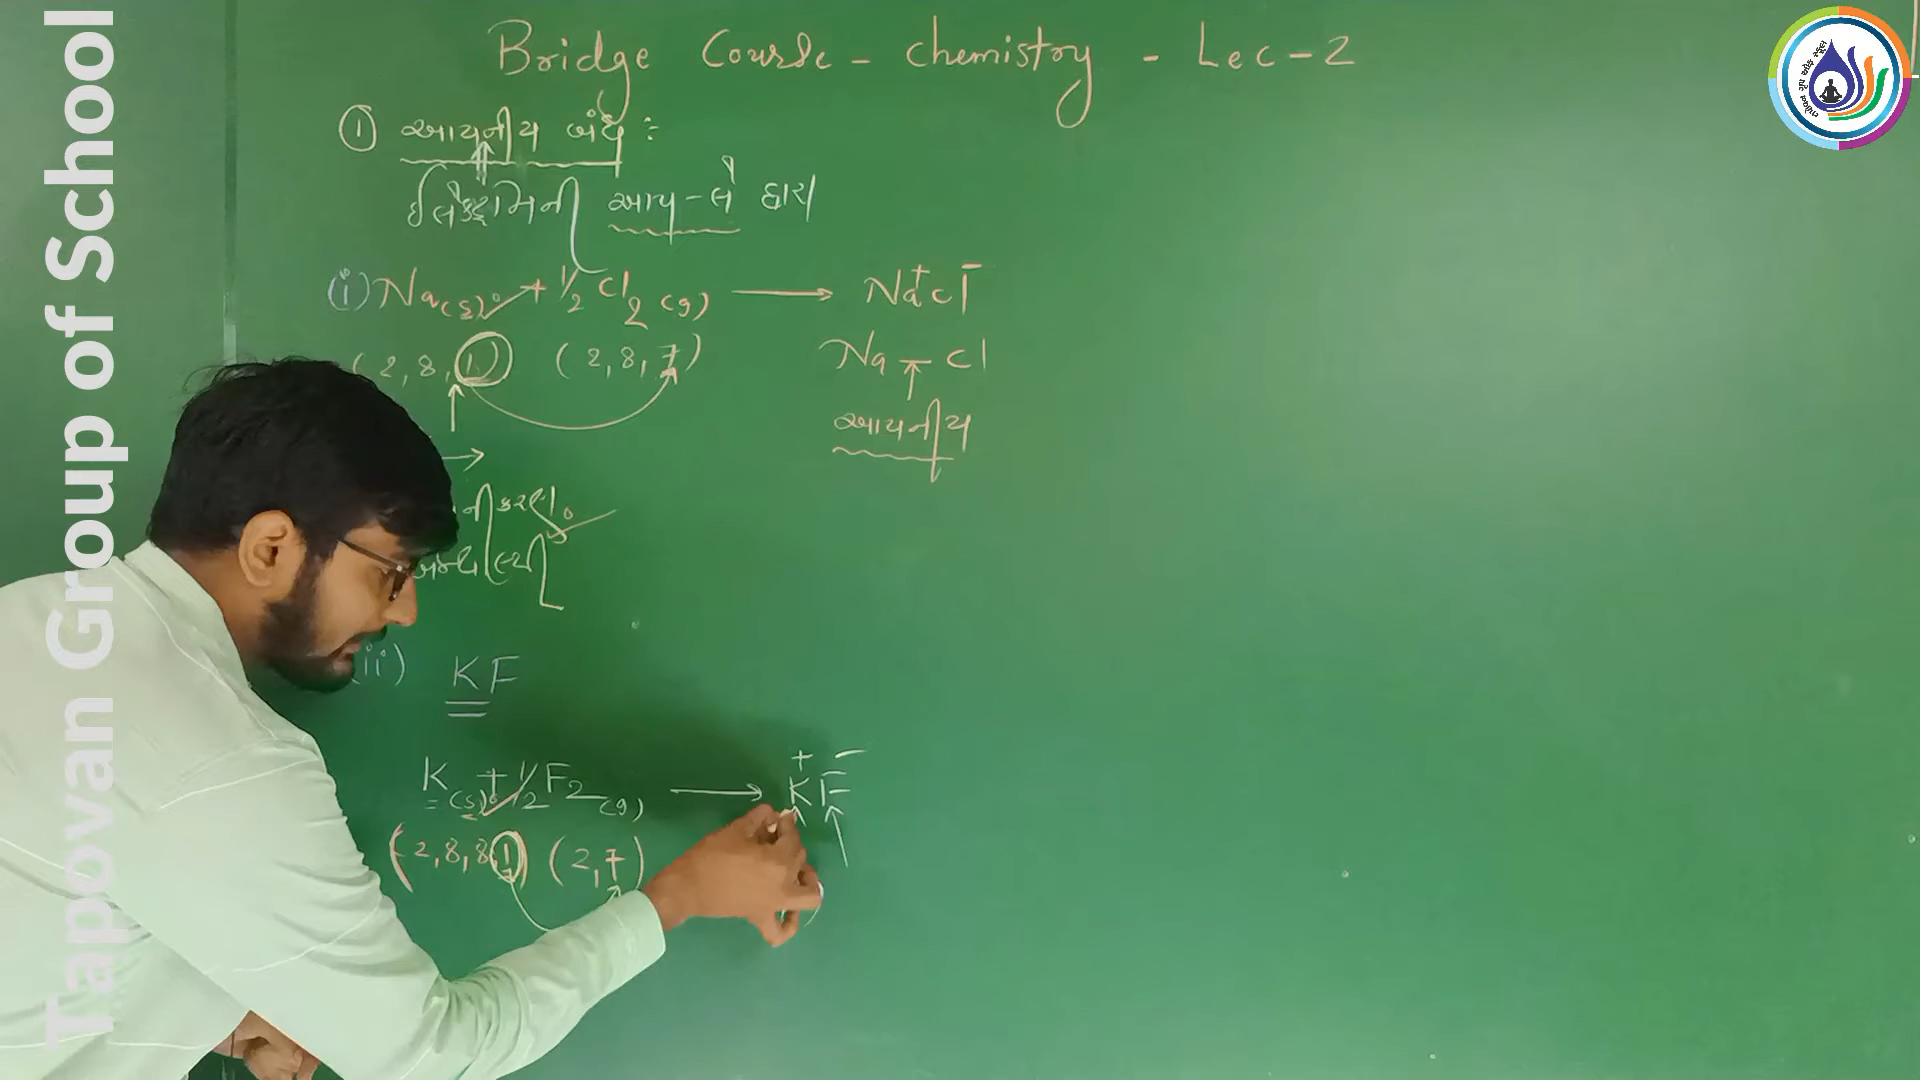 Bridge Course - Chemistry - Lec-2
① આયનીય બંધ :
ઈલેક્ટ્રોનની આપ-લે દ્વારા
(i) Na(s) + 1/2 Cl2 (g) ⟶ Na+Cl-
(2,8,1) (2,8,7) Na - Cl
↑ આયનીય
→
(ii) KF
K(s) + 1/2 F2 (g) ⟶ K+F-
(2,8,8,1) (2,7)
Tapovan Group of School